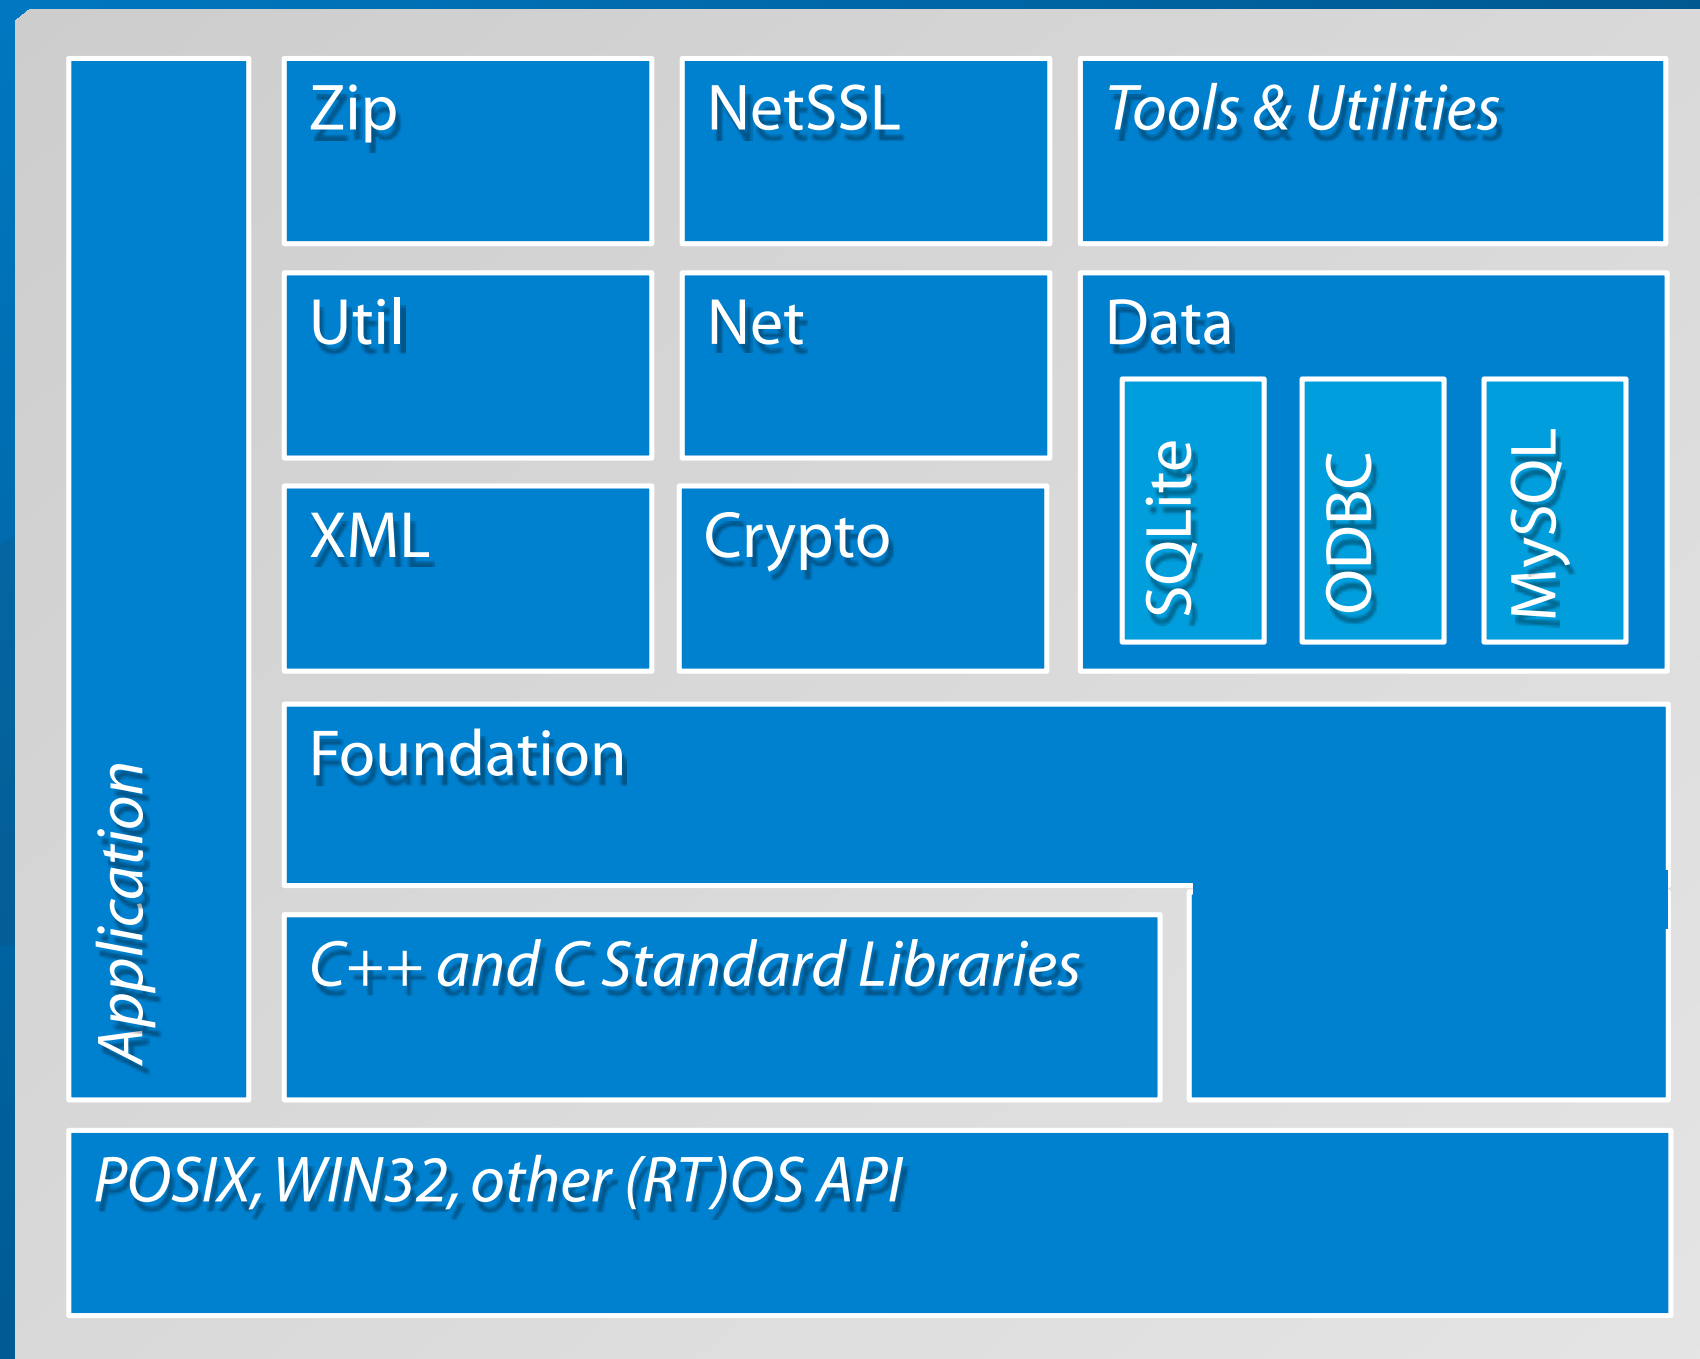 Zip
NetSSL
Tools & Utilities
Util
Net
Data
SQLite
ODBC
MySQL
XML
Crypto
Foundation
Application
C++ and C Standard Libraries
POSIX, WIN32, other (RT)OS API